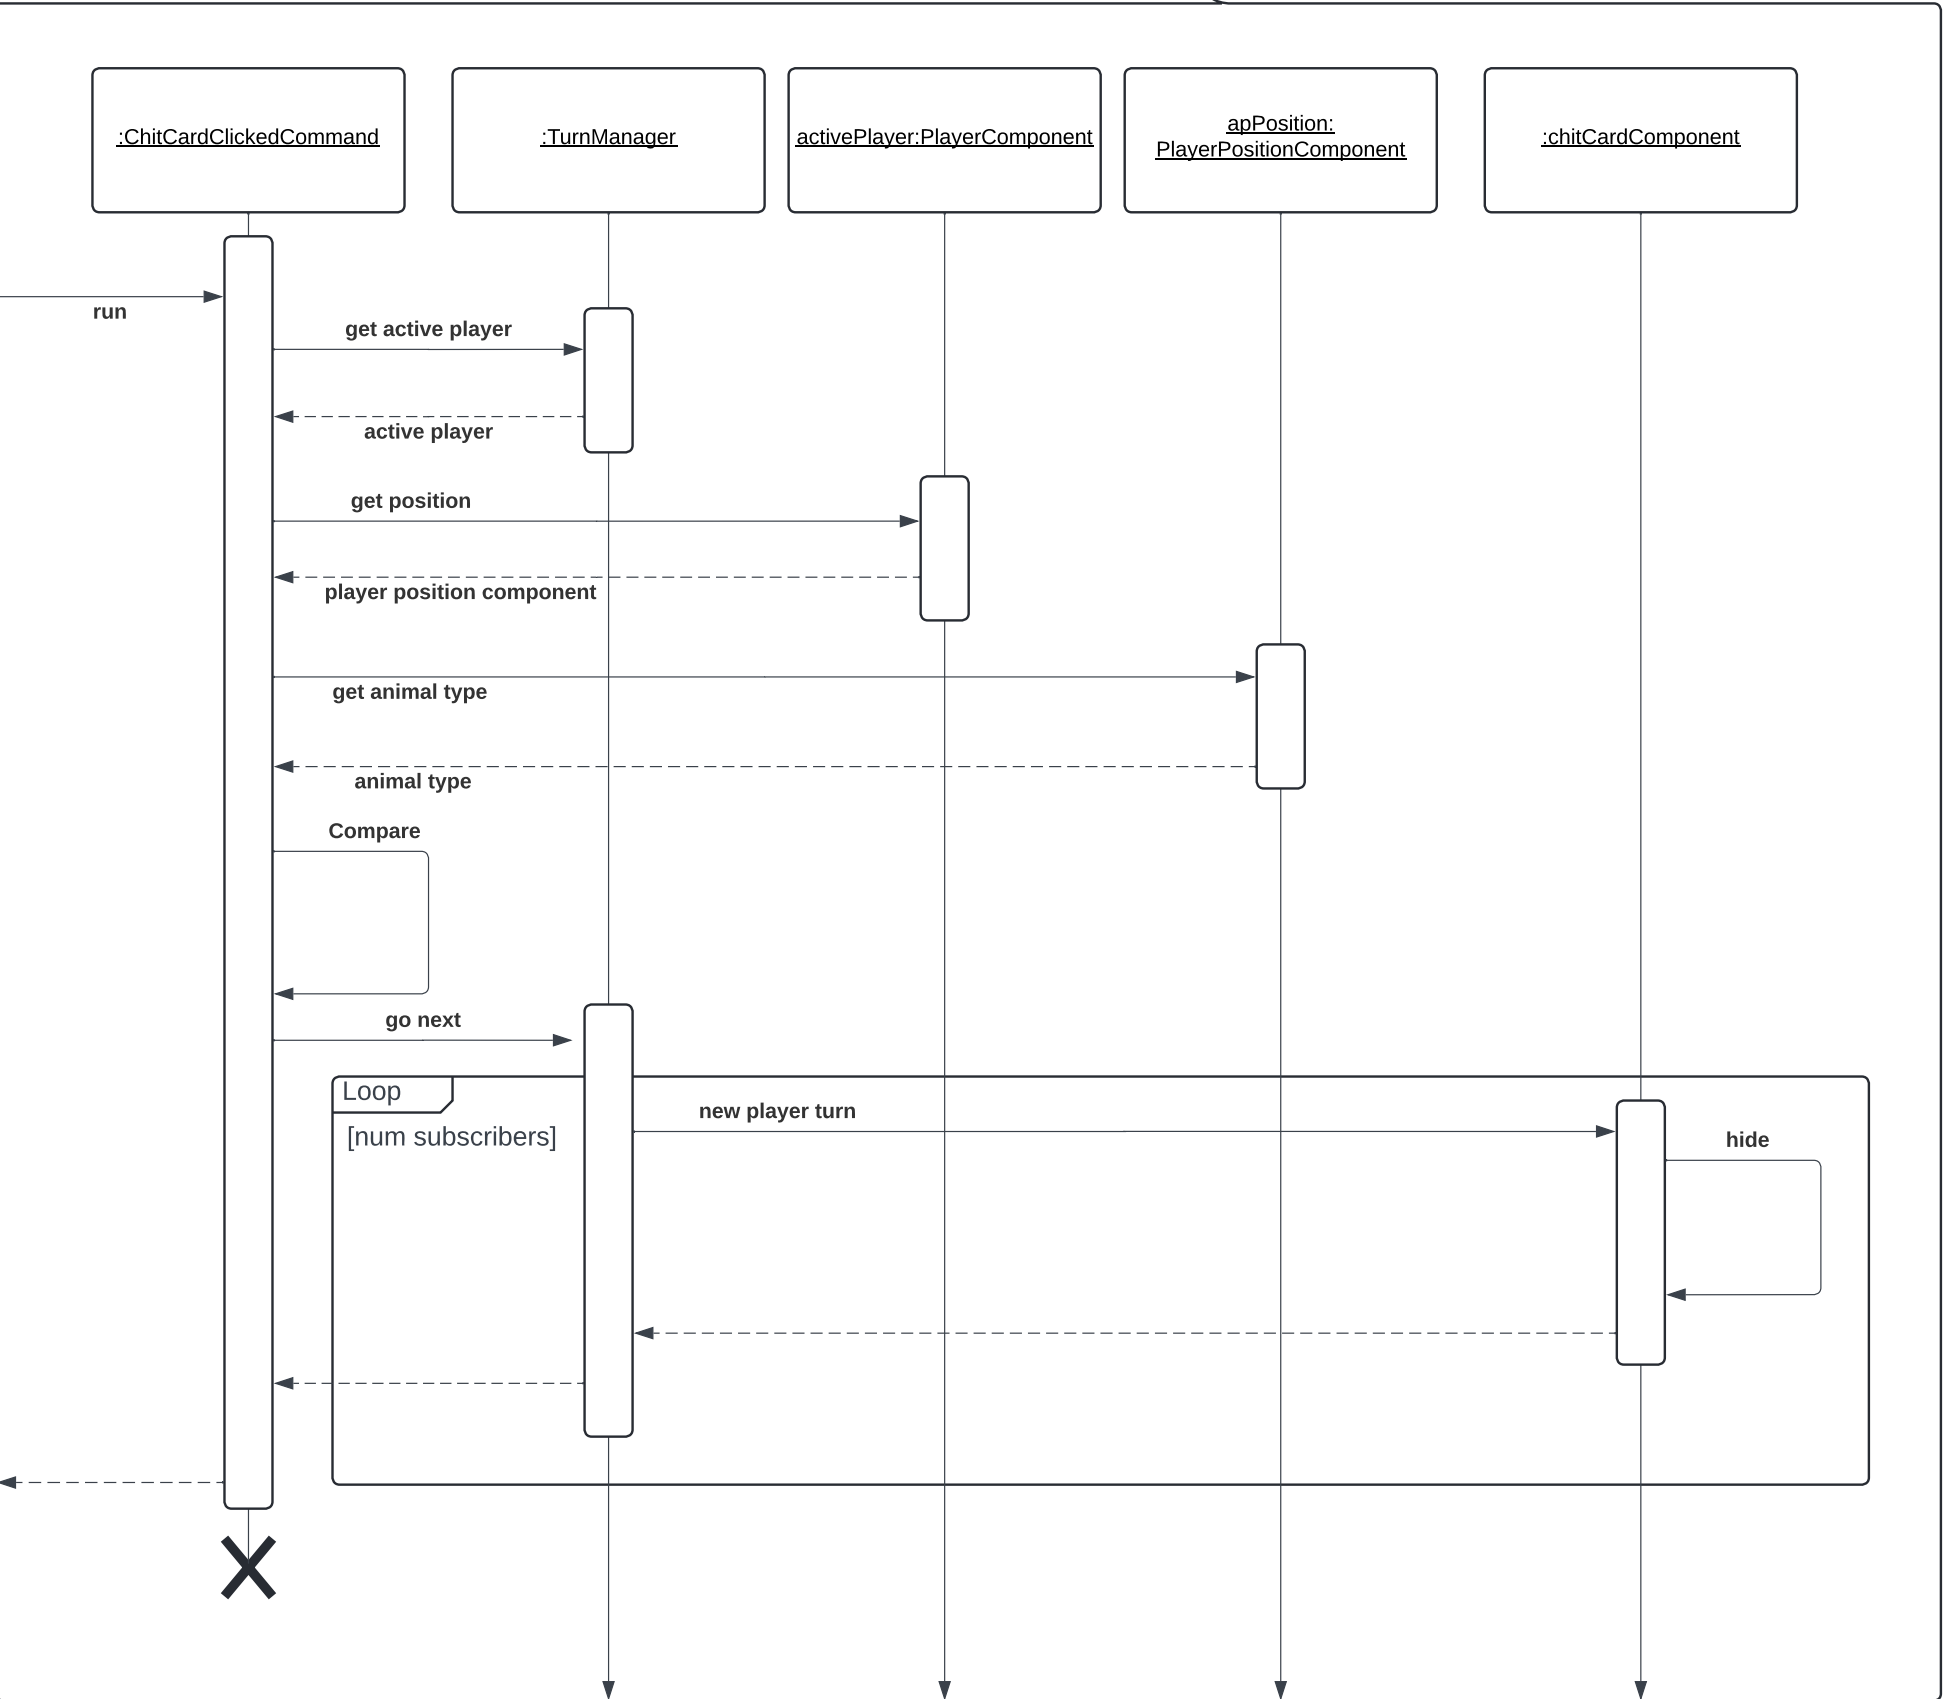 :ChitCardClickedCommand
:TurnManager
activePlayer:PlayerComponent
apPosition:
PlayerPositionComponent
:chitCardComponent
run
get active player
active player
get position
player position component
get animal type
animal type
Compare
go next
Loop
[num subscribers]
new player turn
hide